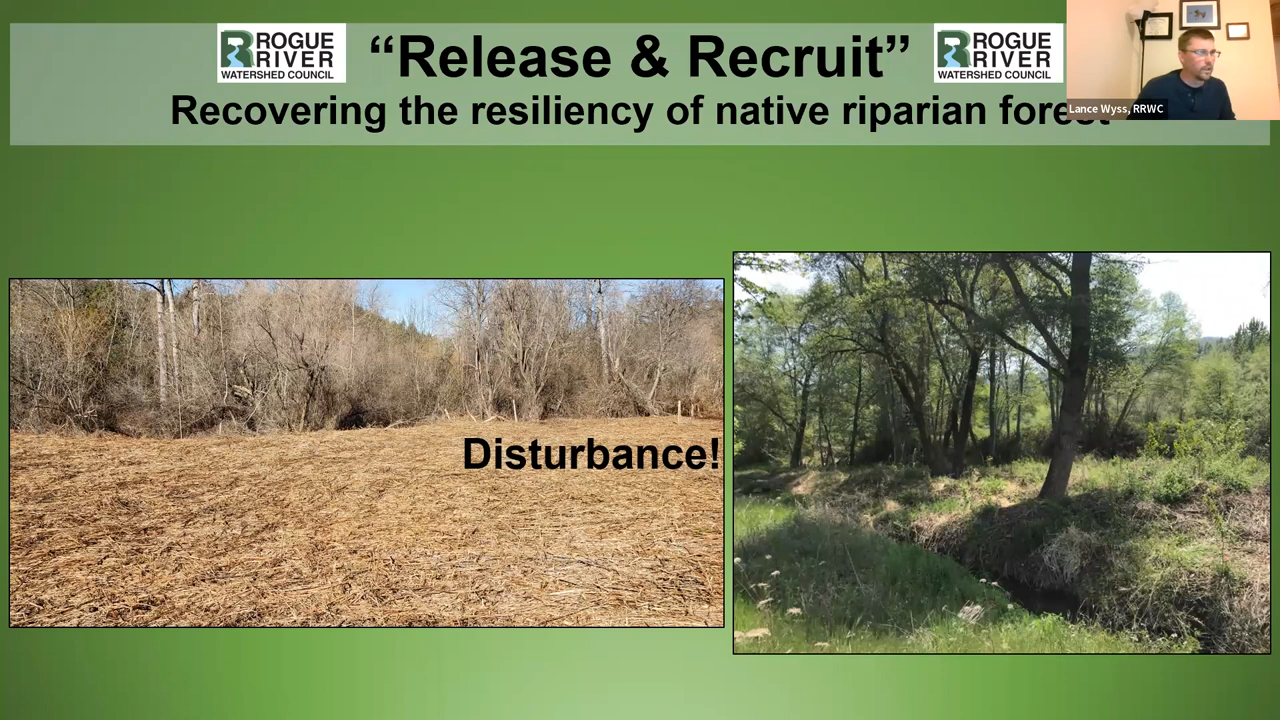 ROGUE
RIVER
WATERSHED COUNCIL
“Release & Recruit”
ROGUE
RIVER
WATERSHED COUNCIL
Recovering the resiliency of native riparian forest
Lance Wyss, RRWC
Disturbance!